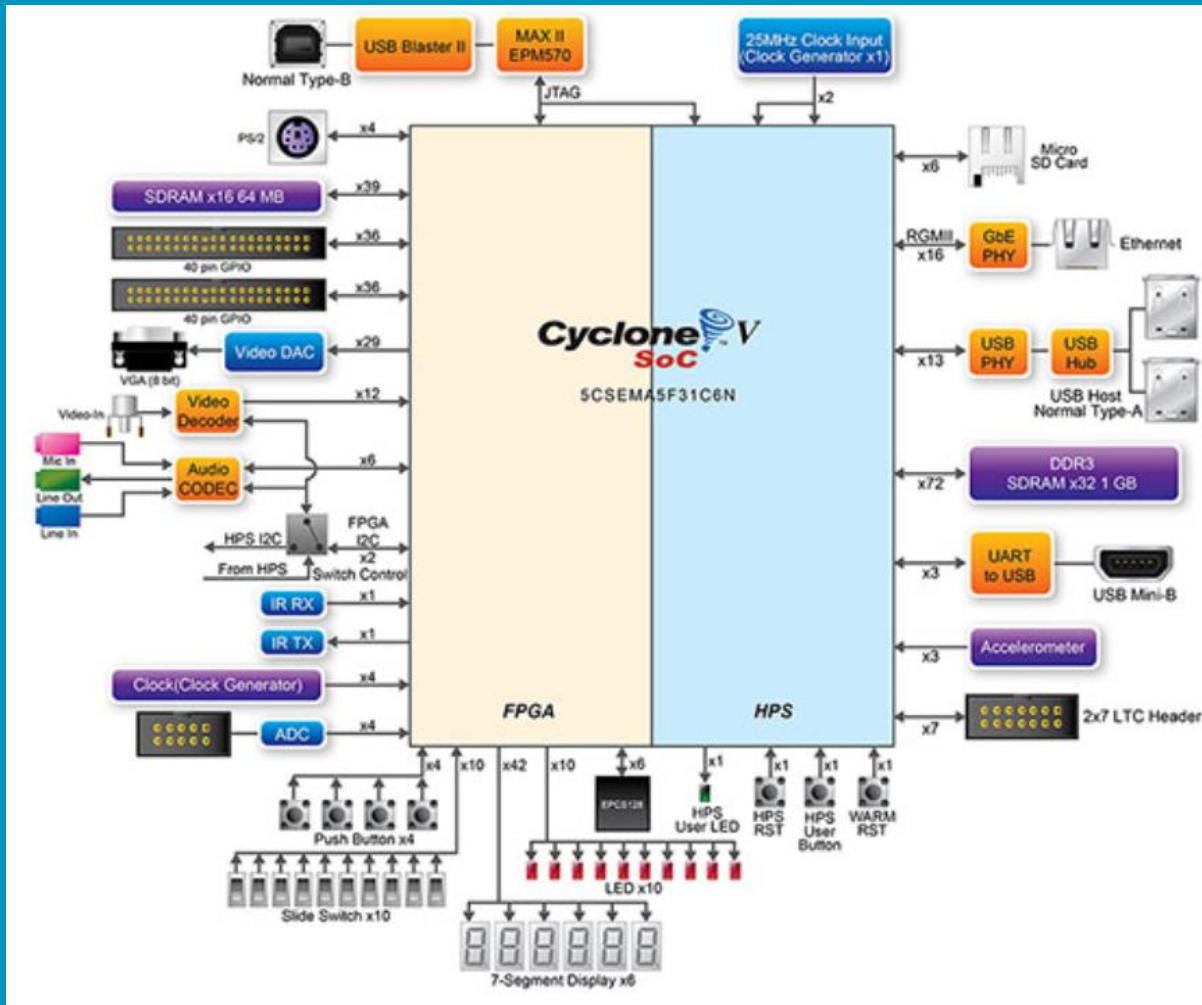 USB Blaster II
MAX II
EPM570
25MHz Clock Input
(Clock Generator x1)
Normal Type-B
JTAG
x2
PS/2
x4
x6
Micro
SD Card
SDRAM x16 64 MB
x39
x36
40 pin GPIO
RGMII
x16
GbE
PHY
Ethernet
x36
40 pin GPIO
Cyclone V
SoC
5CSEMA5F31C6N
VGA (8 bit)
Video DAC
x29
x13
USB
PHY
USB
Hub
USB Host
Normal Type-A
Video-In
Video
Decoder
x12
Mic In
Line Out
Line In
Audio
CODEC
x6
x72
DDR3
SDRAM x32 1 GB
HPS I2C
From HPS
FPGA
I2C
x2
Switch Control
x3
UART
to USB
USB Mini-B
IR RX
x1
IR TX
x1
x3
Accelerometer
Clock(Clock Generator)
x4
ADC
x4
FPGA
HPS
x7
2x7 LTC Header
x4
x10
x42
x10
x6
x1
x1
x1
x1
EPCS128
HPS
User LED
HPS
RST
HPS
User
Button
WARM
RST
Push Button x4
LED x10
Slide Switch x10
7-Segment Display x6